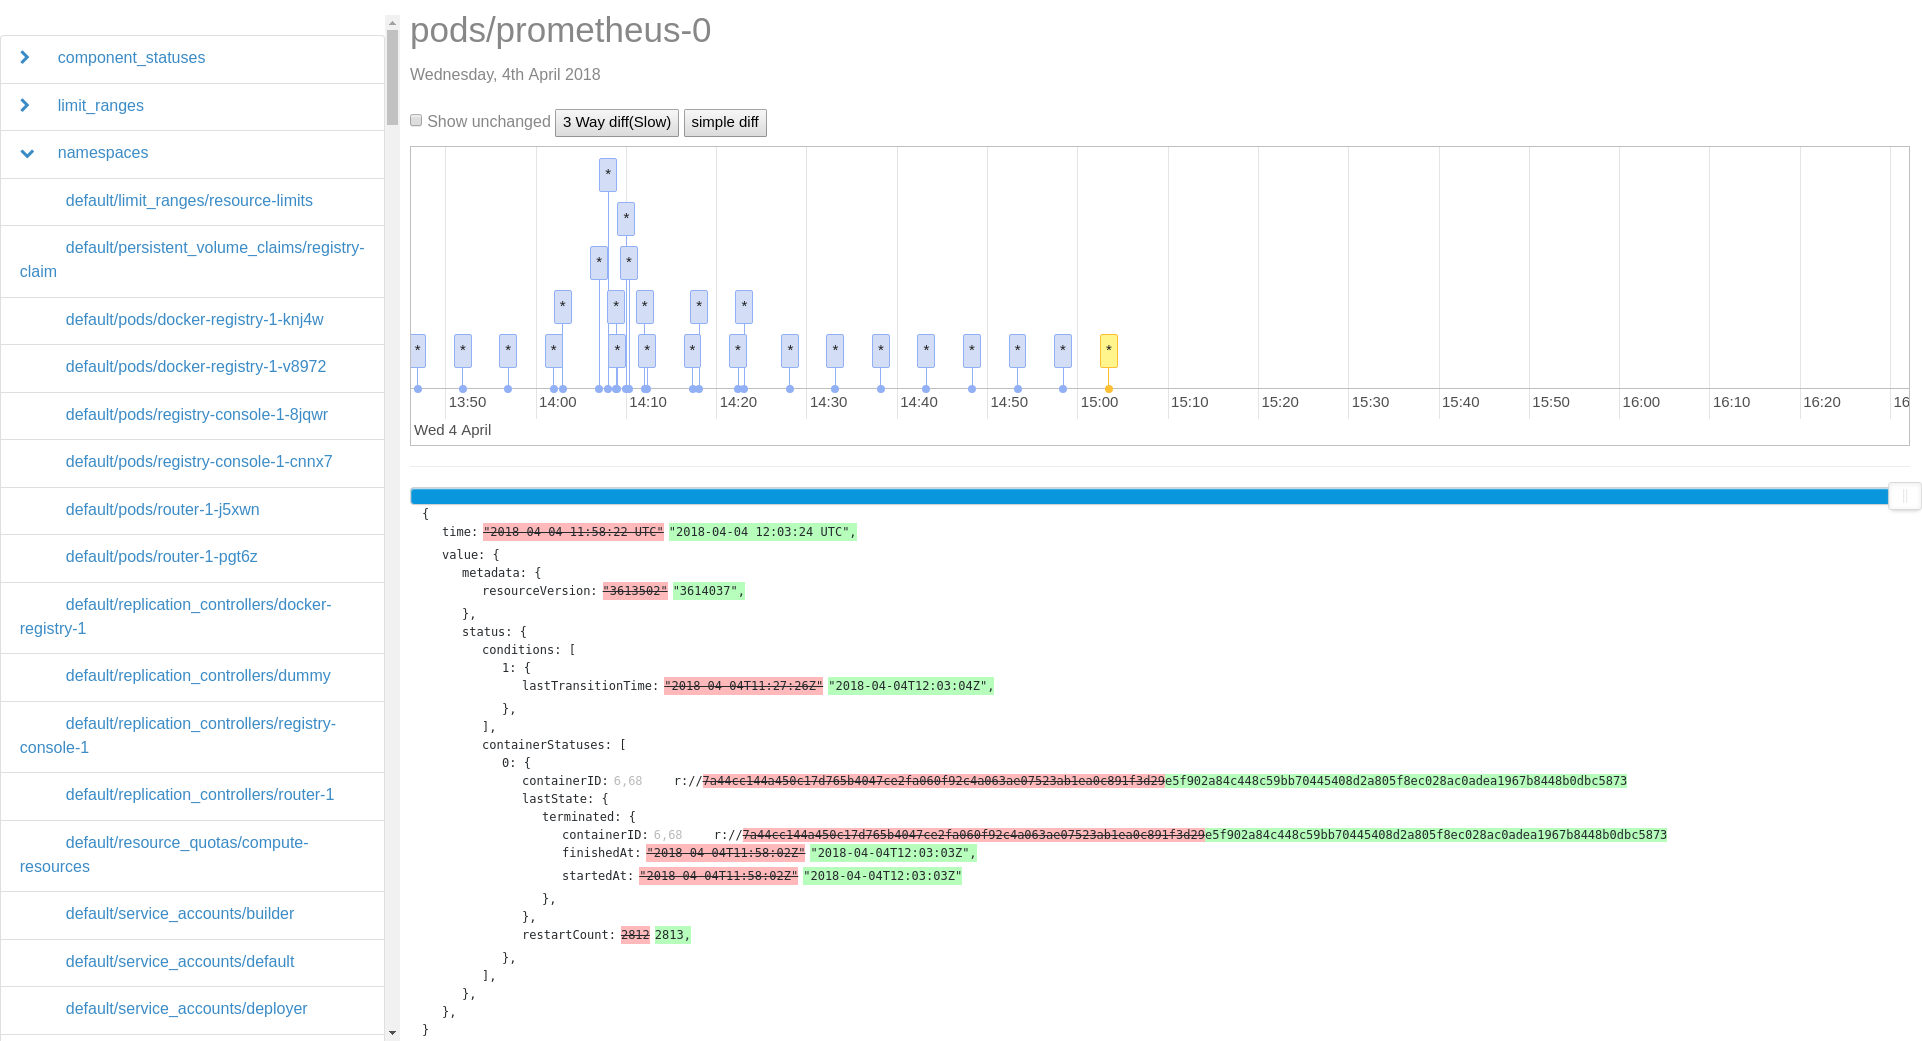 component_statuses
limit_ranges
namespaces
default/limit_ranges/resource-limits
default/persistent_volume_claims/registry-
claim
default/pods/docker-registry-1-knj4w
default/pods/docker-registry-1-v8972
default/pods/registry-console-1-8jqwr
default/pods/registry-console-1-cnnx7
default/pods/router-1-j5xwn
default/pods/router-1-pgt6z
default/replication_controllers/docker-
registry-1
default/replication_controllers/dummy
default/replication_controllers/registry-
console-1
default/replication_controllers/router-1
default/resource_quotas/compute-
resources
default/service_accounts/builder
default/service_accounts/default
default/service_accounts/deployer
pods/prometheus-0
Wednesday, 4th April 2018
Show unchanged 3 Way diff(Slow) simple diff
*
*
* *
* * * * *
* * * * * * * * * * * * * * * *
13:50 14:00 14:10 14:20 14:30 14:40 14:50 15:00 15:10 15:20 15:30 15:40 15:50 16:00 16:10 16:20 16
Wed 4 April
{
time: "2018-04-04 11:58:22 UTC" "2018-04-04 12:03:24 UTC",
value: {
metadata: {
resourceVersion: "3613502" "3614037",
},
status: {
conditions: [
1: {
lastTransitionTime: "2018-04-04T11:27:26Z" "2018-04-04T12:03:04Z",
},
],
containerStatuses: [
0: {
containerID: 6,68 r://7a44cc144a450c17d765b4047ce2fa060f92c4a063ae07523ab1ea0c891f3d29e5f902a84c448c59bb70445408d2a805f8ec028ac0adea1967b8448b0dbc5873
lastState: {
terminated: {
containerID: 6,68 r://7a44cc144a450c17d765b4047ce2fa060f92c4a063ae07523ab1ea0c891f3d29e5f902a84c448c59bb70445408d2a805f8ec028ac0adea1967b8448b0dbc5873
finishedAt: "2018-04-04T11:58:02Z" "2018-04-04T12:03:03Z",
startedAt: "2018-04-04T11:58:02Z" "2018-04-04T12:03:03Z"
},
},
restartCount: 2812 2813,
},
],
},
},
}